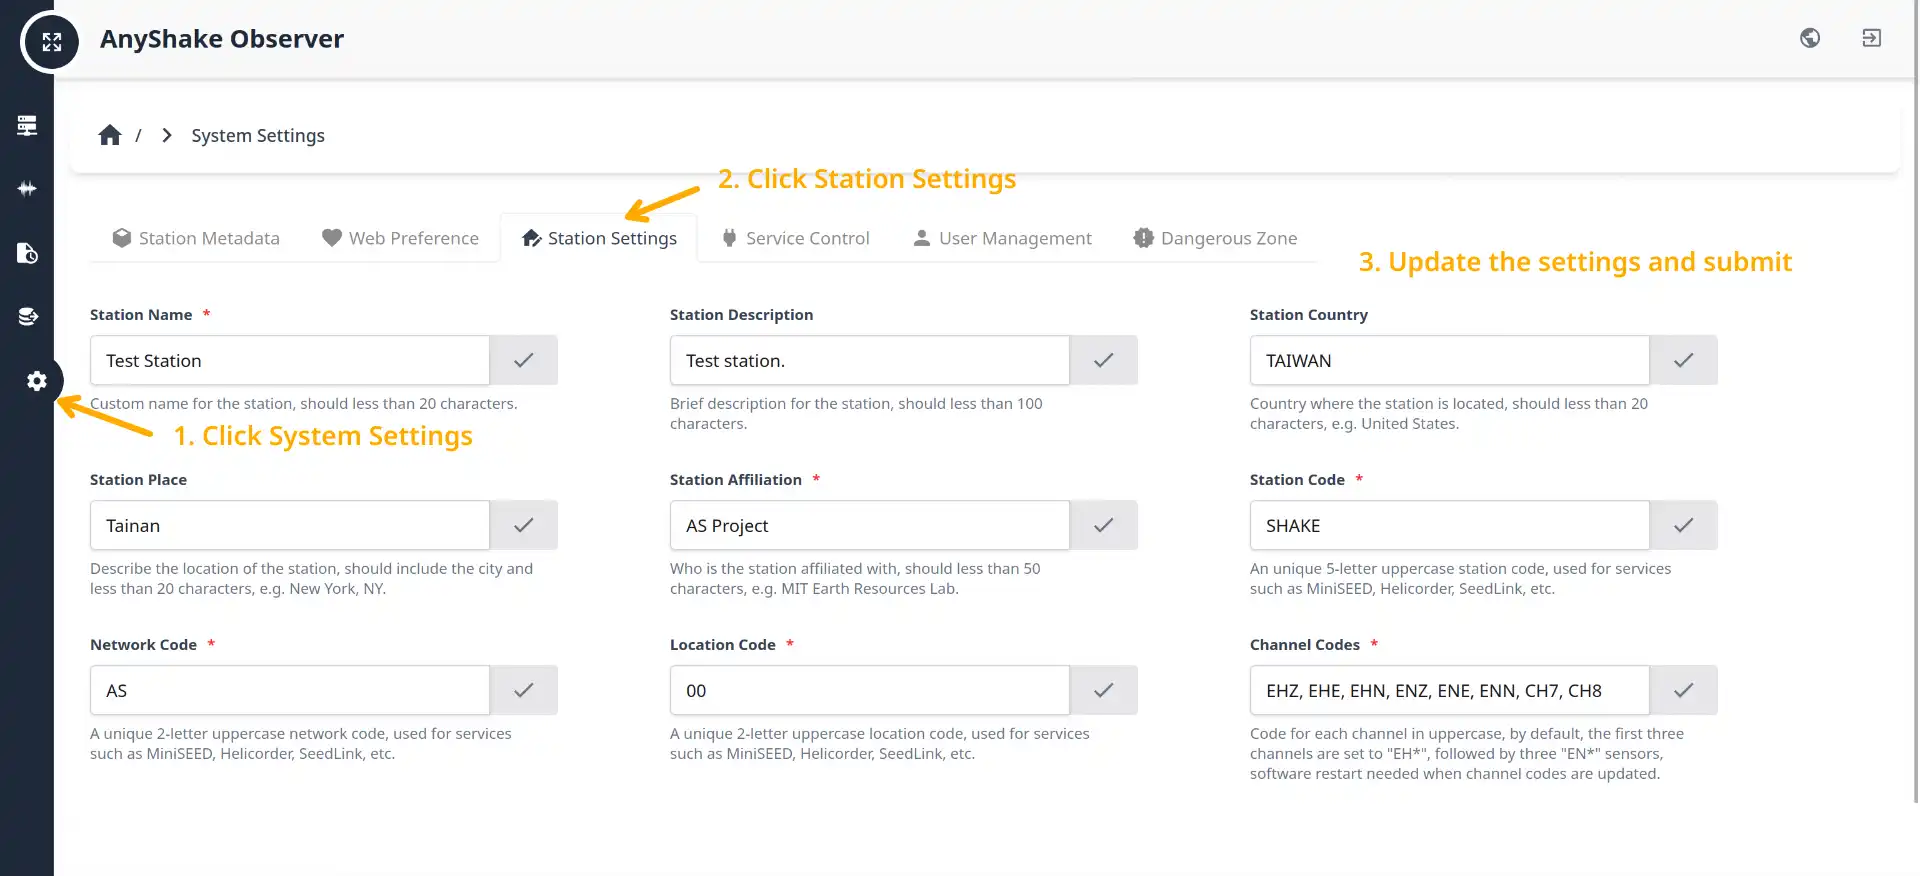 AnyShake Observer
/ System Settings
2. Click Station Settings
Station Metadata Web Preference Station Settings Service Control User Management Dangerous Zone
3. Update the settings and submit
Station Name * Station Description Station Country
Test Station Test station. TAIWAN
Custom name for the station, should less than 20 characters.
Brief description for the station, should less than 100
characters.
Country where the station is located, should less than 20
characters, e.g. United States.
1. Click System Settings
Station Place Station Affiliation * Station Code *
Tainan AS Project SHAKE
Describe the location of the station, should include the city and
less than 20 characters, e.g. New York, NY.
Who is the station affiliated with, should less than 50
characters, e.g. MIT Earth Resources Lab.
An unique 5-letter uppercase station code, used for services
such as MiniSEED, Helicorder, SeedLink, etc.
Network Code * Location Code * Channel Codes *
AS 00 EHZ, EHE, EHN, ENZ, ENE, ENN, CH7, CH8
A unique 2-letter uppercase network code, used for services
such as MiniSEED, Helicorder, SeedLink, etc.
A unique 2-letter uppercase location code, used for services
such as MiniSEED, Helicorder, SeedLink, etc.
Code for each channel in uppercase, by default, the first three
channels are set to "EH*", followed by three "EN*" sensors,
software restart needed when channel codes are updated.